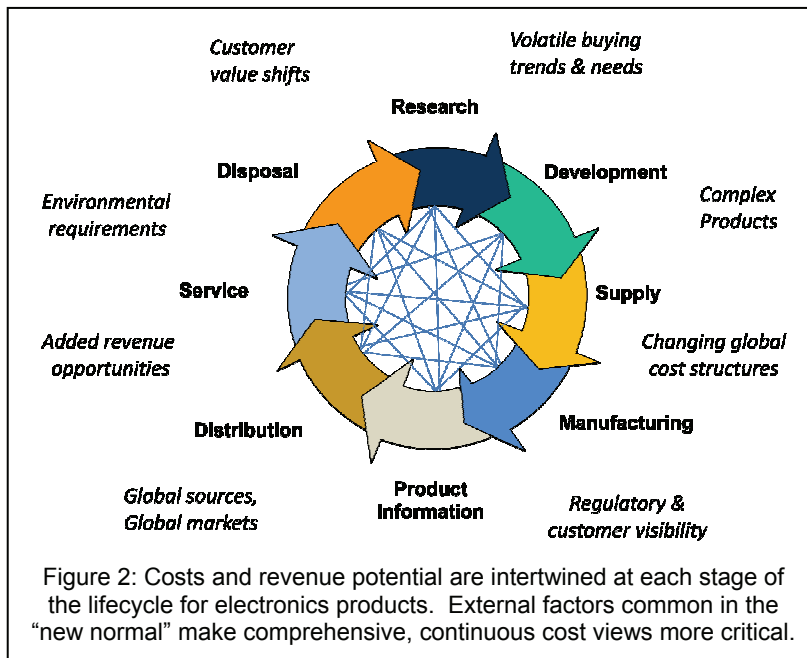 Customer
value shifts
Volatile buying
trends & needs
Research
Disposal
Development
Environmental
requirements
Complex
Products
Service
Supply
Added revenue
opportunities
Changing global
cost structures
Distribution
Manufacturing
Product
Information
Global sources,
Global markets
Regulatory &
customer visibility
Figure 2: Costs and revenue potential are intertwined at each stage of
the lifecycle for electronics products.  External factors common in the
“new normal” make comprehensive, continuous cost views more critical.